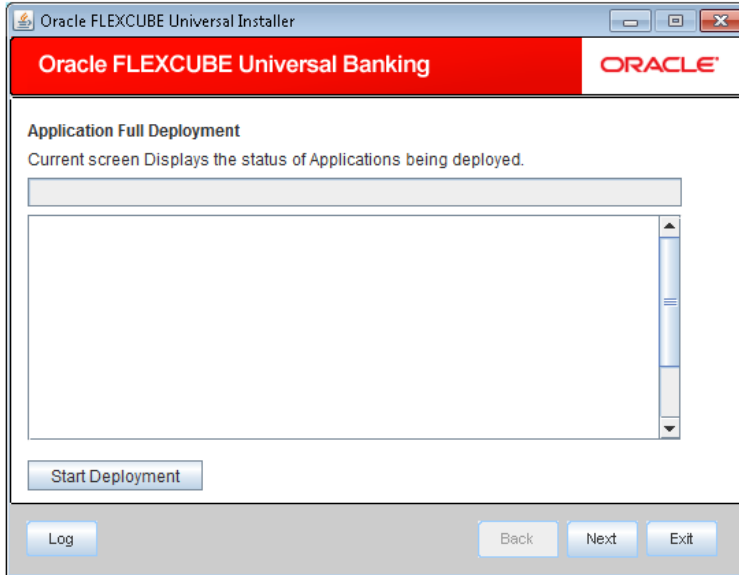 Oracle FLEXCUBE Universal Installer
Oracle FLEXCUBE Universal Banking
ORACLE
Application Full Deployment
Current screen Displays the status of Applications being deployed.
Start Deployment
Log
Back
Next
Exit